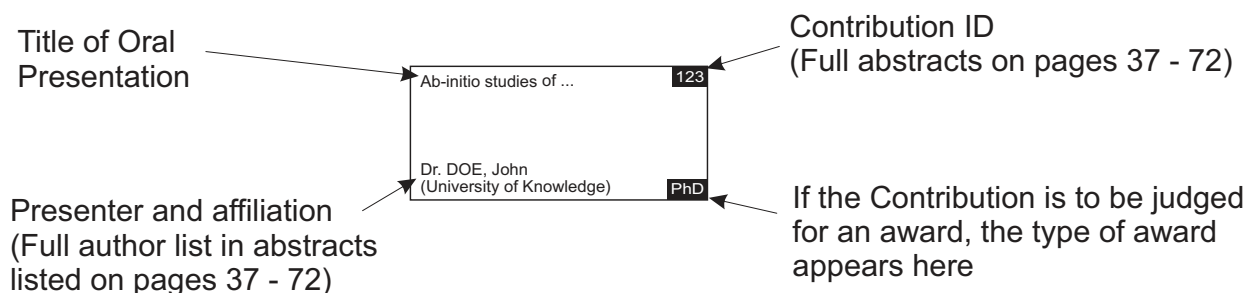 Title of Oral
Presentation
Contribution ID
(Full abstracts on pages 37 - 72)
Ab-initio studies of ...
123
Dr. DOE, John
(University of Knowledge)
PhD
Presenter and affiliation
(Full author list in abstracts
listed on pages 37 - 72)
If the Contribution is to be judged
for an award, the type of award
appears here